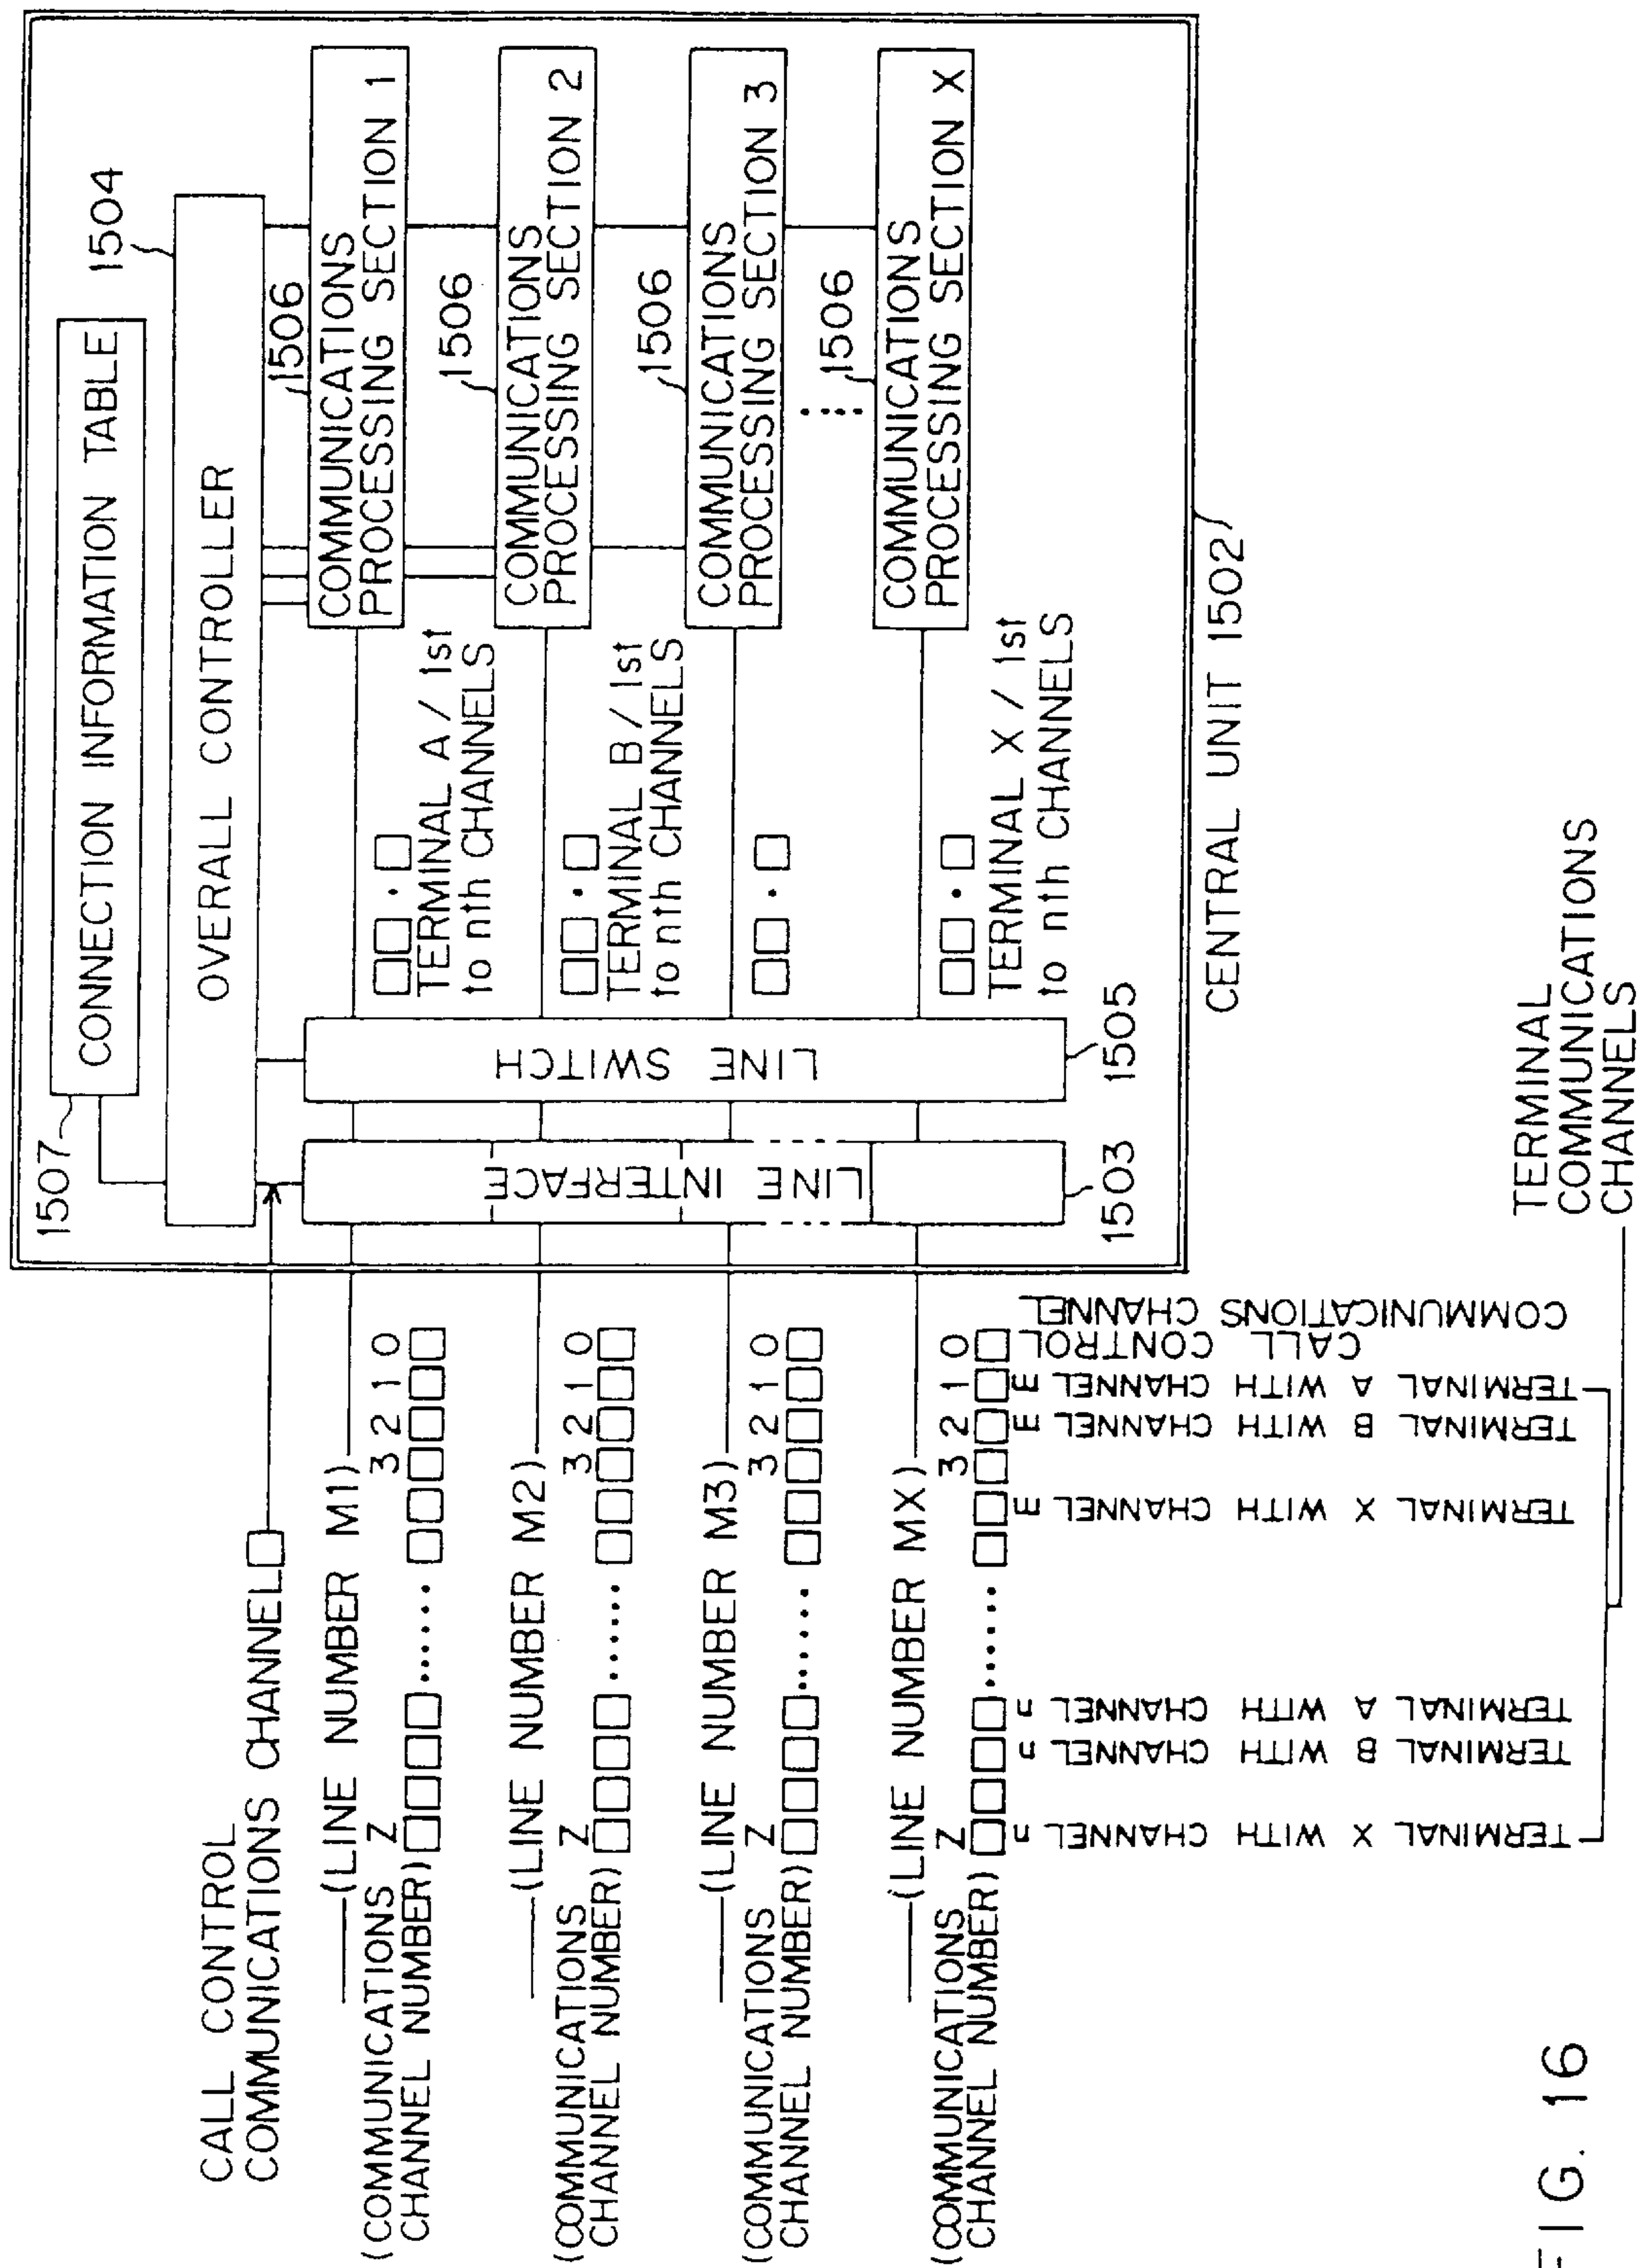 CALL CONTROL
COMMUNICATIONS CHANNEL
(LINE NUMBER M1)
(COMMUNICATIONS
CHANNEL NUMBER)
Z 3 2 1 0
(LINE NUMBER M2)
(COMMUNICATIONS
CHANNEL NUMBER)
Z 3 2 1 0
(LINE NUMBER M3)
(COMMUNICATIONS
CHANNEL NUMBER)
Z 3 2 1 0
(LINE NUMBER MX)
(COMMUNICATIONS
CHANNEL NUMBER)
Z 3 2 1 0
TERMINAL X WITH CHANNEL n
TERMINAL B WITH CHANNEL n
TERMINAL A WITH CHANNEL n
TERMINAL X WITH CHANNEL m
TERMINAL B WITH CHANNEL m
TERMINAL A WITH CHANNEL m
CALL CONTROL
COMMUNICATIONS CHANNEL
TERMINAL
COMMUNICATIONS
CHANNELS
1507
CONNECTION INFORMATION TABLE
1504
OVERALL CONTROLLER
LINE INTERFACE
1503
LINE SWITCH
1505
TERMINAL A / 1st
to nth CHANNELS
TERMINAL B / 1st
to nth CHANNELS
TERMINAL X / 1st
to nth CHANNELS
1506
COMMUNICATIONS
PROCESSING SECTION 1
1506
COMMUNICATIONS
PROCESSING SECTION 2
1506
COMMUNICATIONS
PROCESSING SECTION 3
1506
COMMUNICATIONS
PROCESSING SECTION X
CENTRAL UNIT 1502
FIG. 16